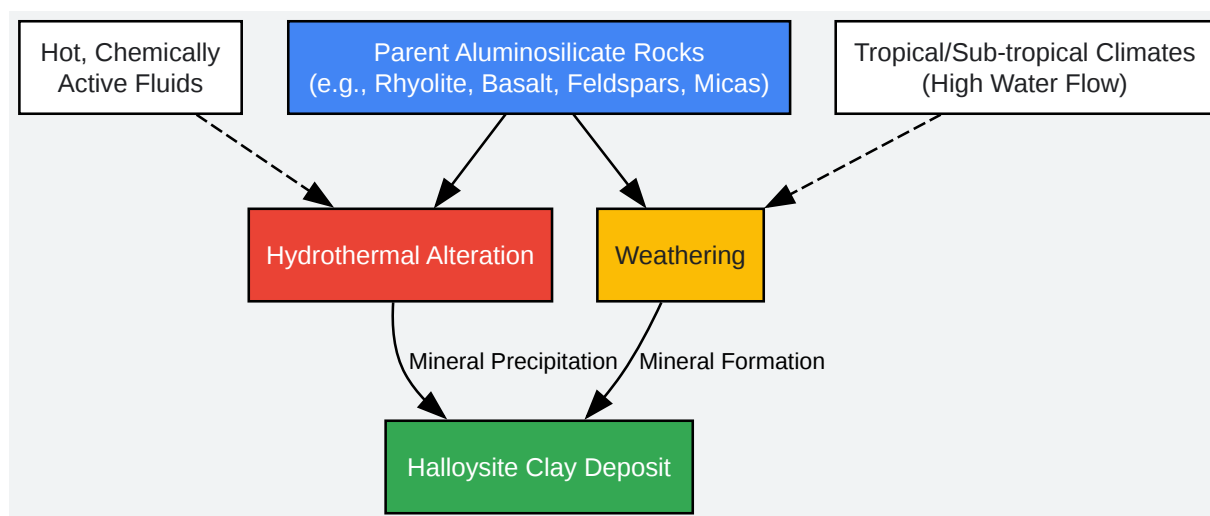 Hot, Chemically
Active Fluids
Parent Aluminosilicate Rocks
(e.g., Rhyolite, Basalt, Feldspars, Micas)
Tropical/Sub-tropical Climates
(High Water Flow)
Hydrothermal Alteration
Weathering
Mineral Precipitation
Mineral Formation
Halloysite Clay Deposit